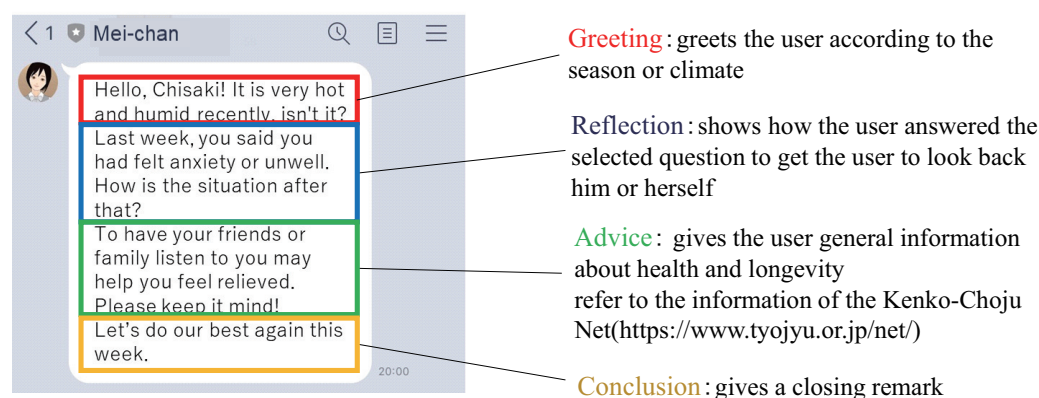 1 Mei-chan
Hello, Chisaki! It is very hot
and humid recently, isn't it?
Last week, you said you
had felt anxiety or unwell.
How is the situation after
that?
To have your friends or
family listen to you may
help you feel relieved.
Please keep it mind!
Let's do our best again this
week.
20:00
Greeting：greets the user according to the
season or climate
Reflection：shows how the user answered the
selected question to get the user to look back
him or herself
Advice： gives the user general information
about health and longevity
refer to the information of the Kenko-Choju
Net(https://www.tyojyu.or.jp/net/)
Conclusion：gives a closing remark